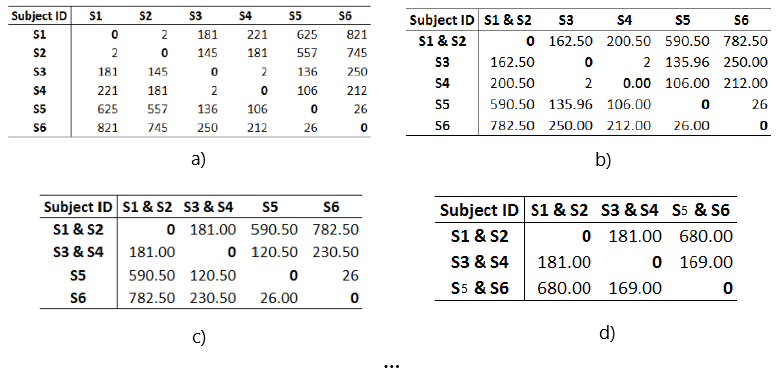 Subject ID S1 S2 S3 S4 S5 S6
S1 0 2 181 221 625 821
S2 2 0 145 181 557 745
S3 181 145 0 2 136 250
S4 221 181 2 0 106 212
S5 625 557 136 106 0 26
S6 821 745 250 212 26 0
a)
Subject ID S1 & S2 S3 S4 S5 S6
S1 & S2 0 162.50 200.50 590.50 782.50
S3 162.50 0 2 135.96 250.00
S4 200.50 2 0.00 106.00 212.00
S5 590.50 135.96 106.00 0 26
S6 782.50 250.00 212.00 26.00 0
b)
Subject ID S1 & S2 S3 & S4 S5 S6
S1 & S2 0 181.00 590.50 782.50
S3 & S4 181.00 0 120.50 230.50
S5 590.50 120.50 0 26
S6 782.50 230.50 26.00 0
c)
Subject ID S1 & S2 S3 & S4 S5 & S6
S1 & S2 0 181.00 680.00
S3 & S4 181.00 0 169.00
S5 & S6 680.00 169.00 0
d)
...